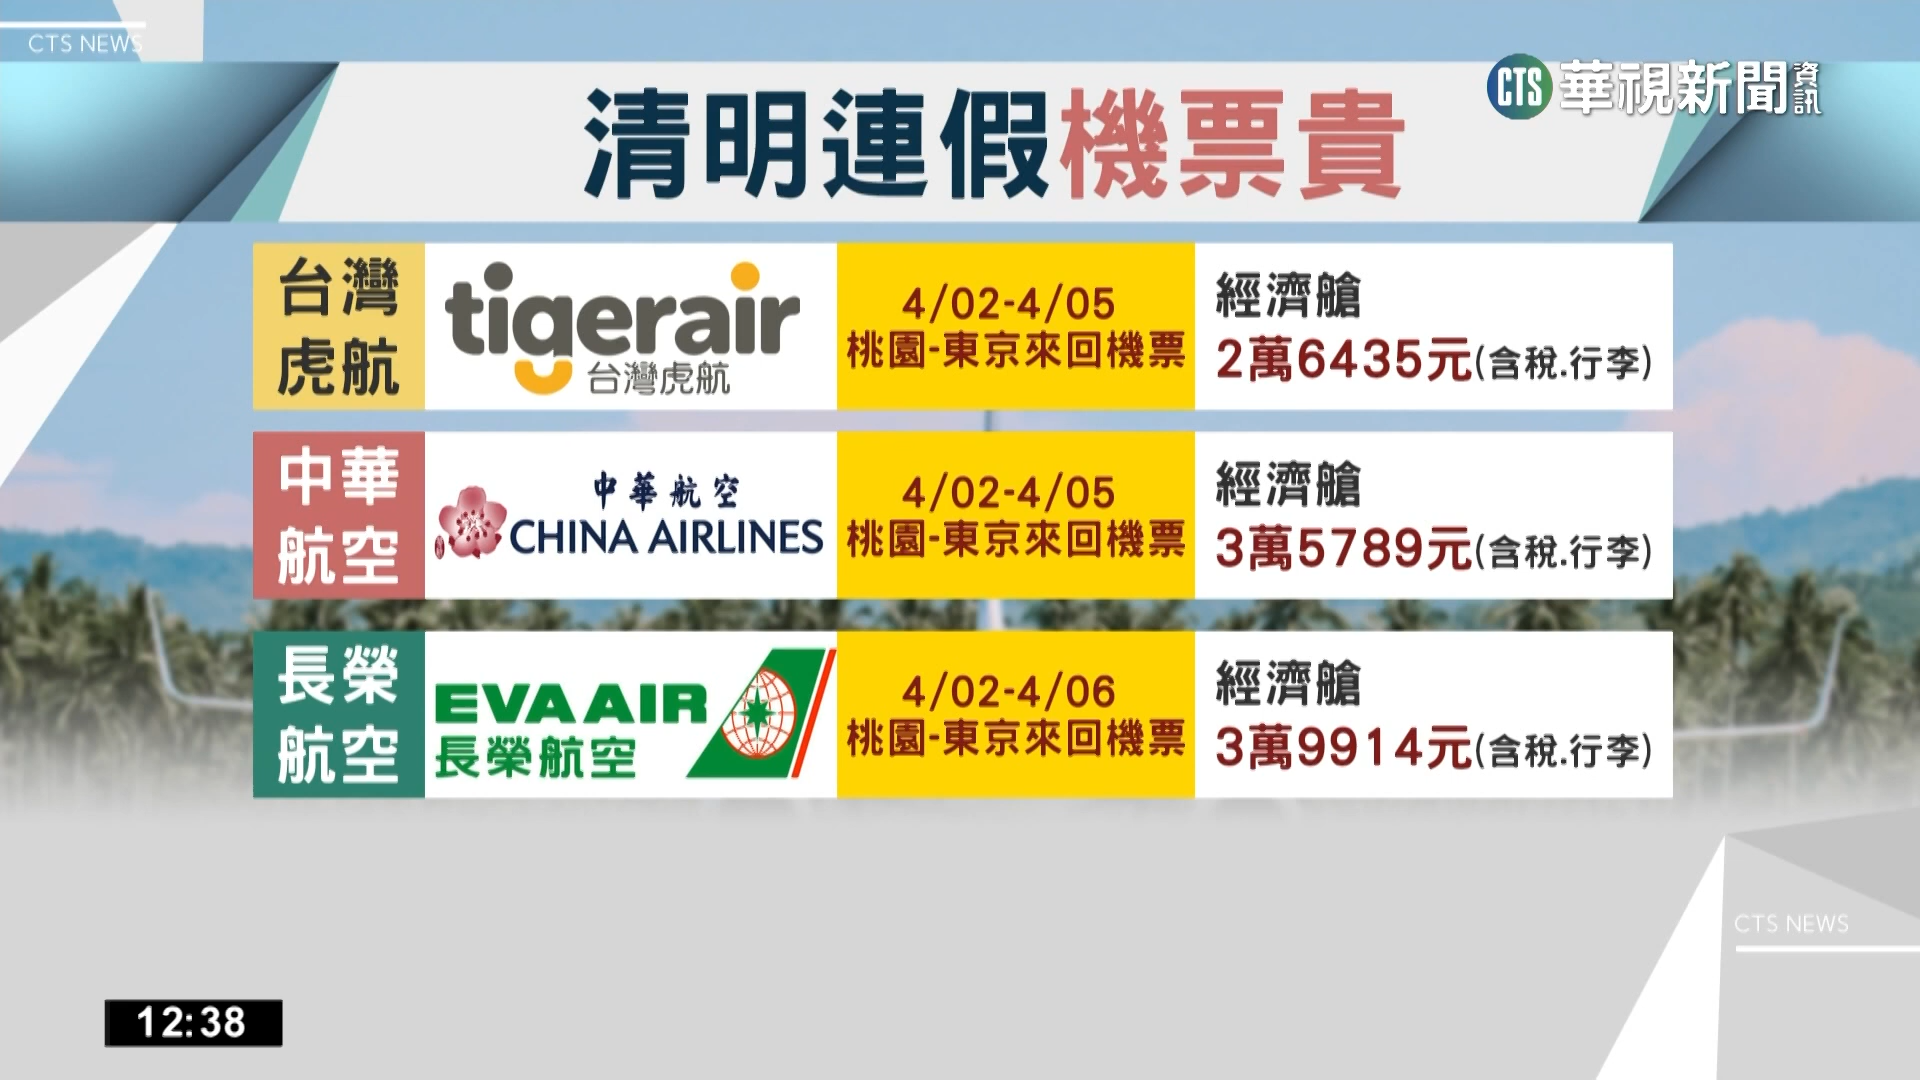 CTS NEWS
CTS 華視新聞資訊
清明連假機票貴
台灣
虎航
tigerair
台灣虎航
4/02-4/05
桃園-東京來回機票
經濟艙
2萬6435元(含稅.行李)
中華
航空
中華航空
CHINA AIRLINES
4/02-4/05
桃園-東京來回機票
經濟艙
3萬5789元(含稅.行李)
長榮
航空
EVA AIR
長榮航空
4/02-4/06
桃園-東京來回機票
經濟艙
3萬9914元(含稅.行李)
CTS NEWS
12:38